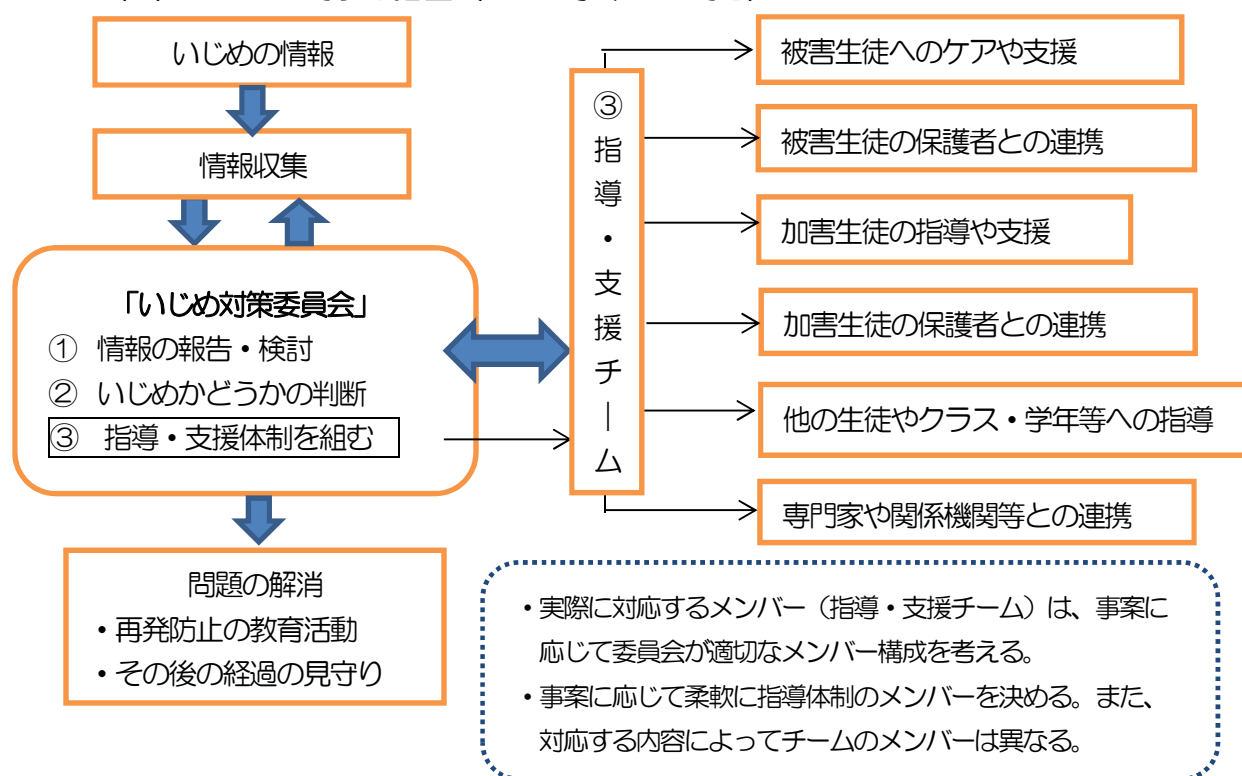 いじめの情報
情報収集
「いじめ対策委員会」
① 情報の報告・検討
② いじめかどうかの判断
③ 指導・支援体制を組む
問題の解消
・再発防止の教育活動
・その後の経過の見守り
③指導・支援チーム
被害生徒へのケアや支援
被害生徒の保護者との連携
加害生徒の指導や支援
加害生徒の保護者との連携
他の生徒やクラス・学年等への指導
専門家や関係機関等との連携
・実際に対応するメンバー（指導・支援チーム）は、事案に
応じて委員会が適切なメンバー構成を考える。
・事案に応じて柔軟に指導体制のメンバーを決める。また、
対応する内容によってチームのメンバーは異なる。